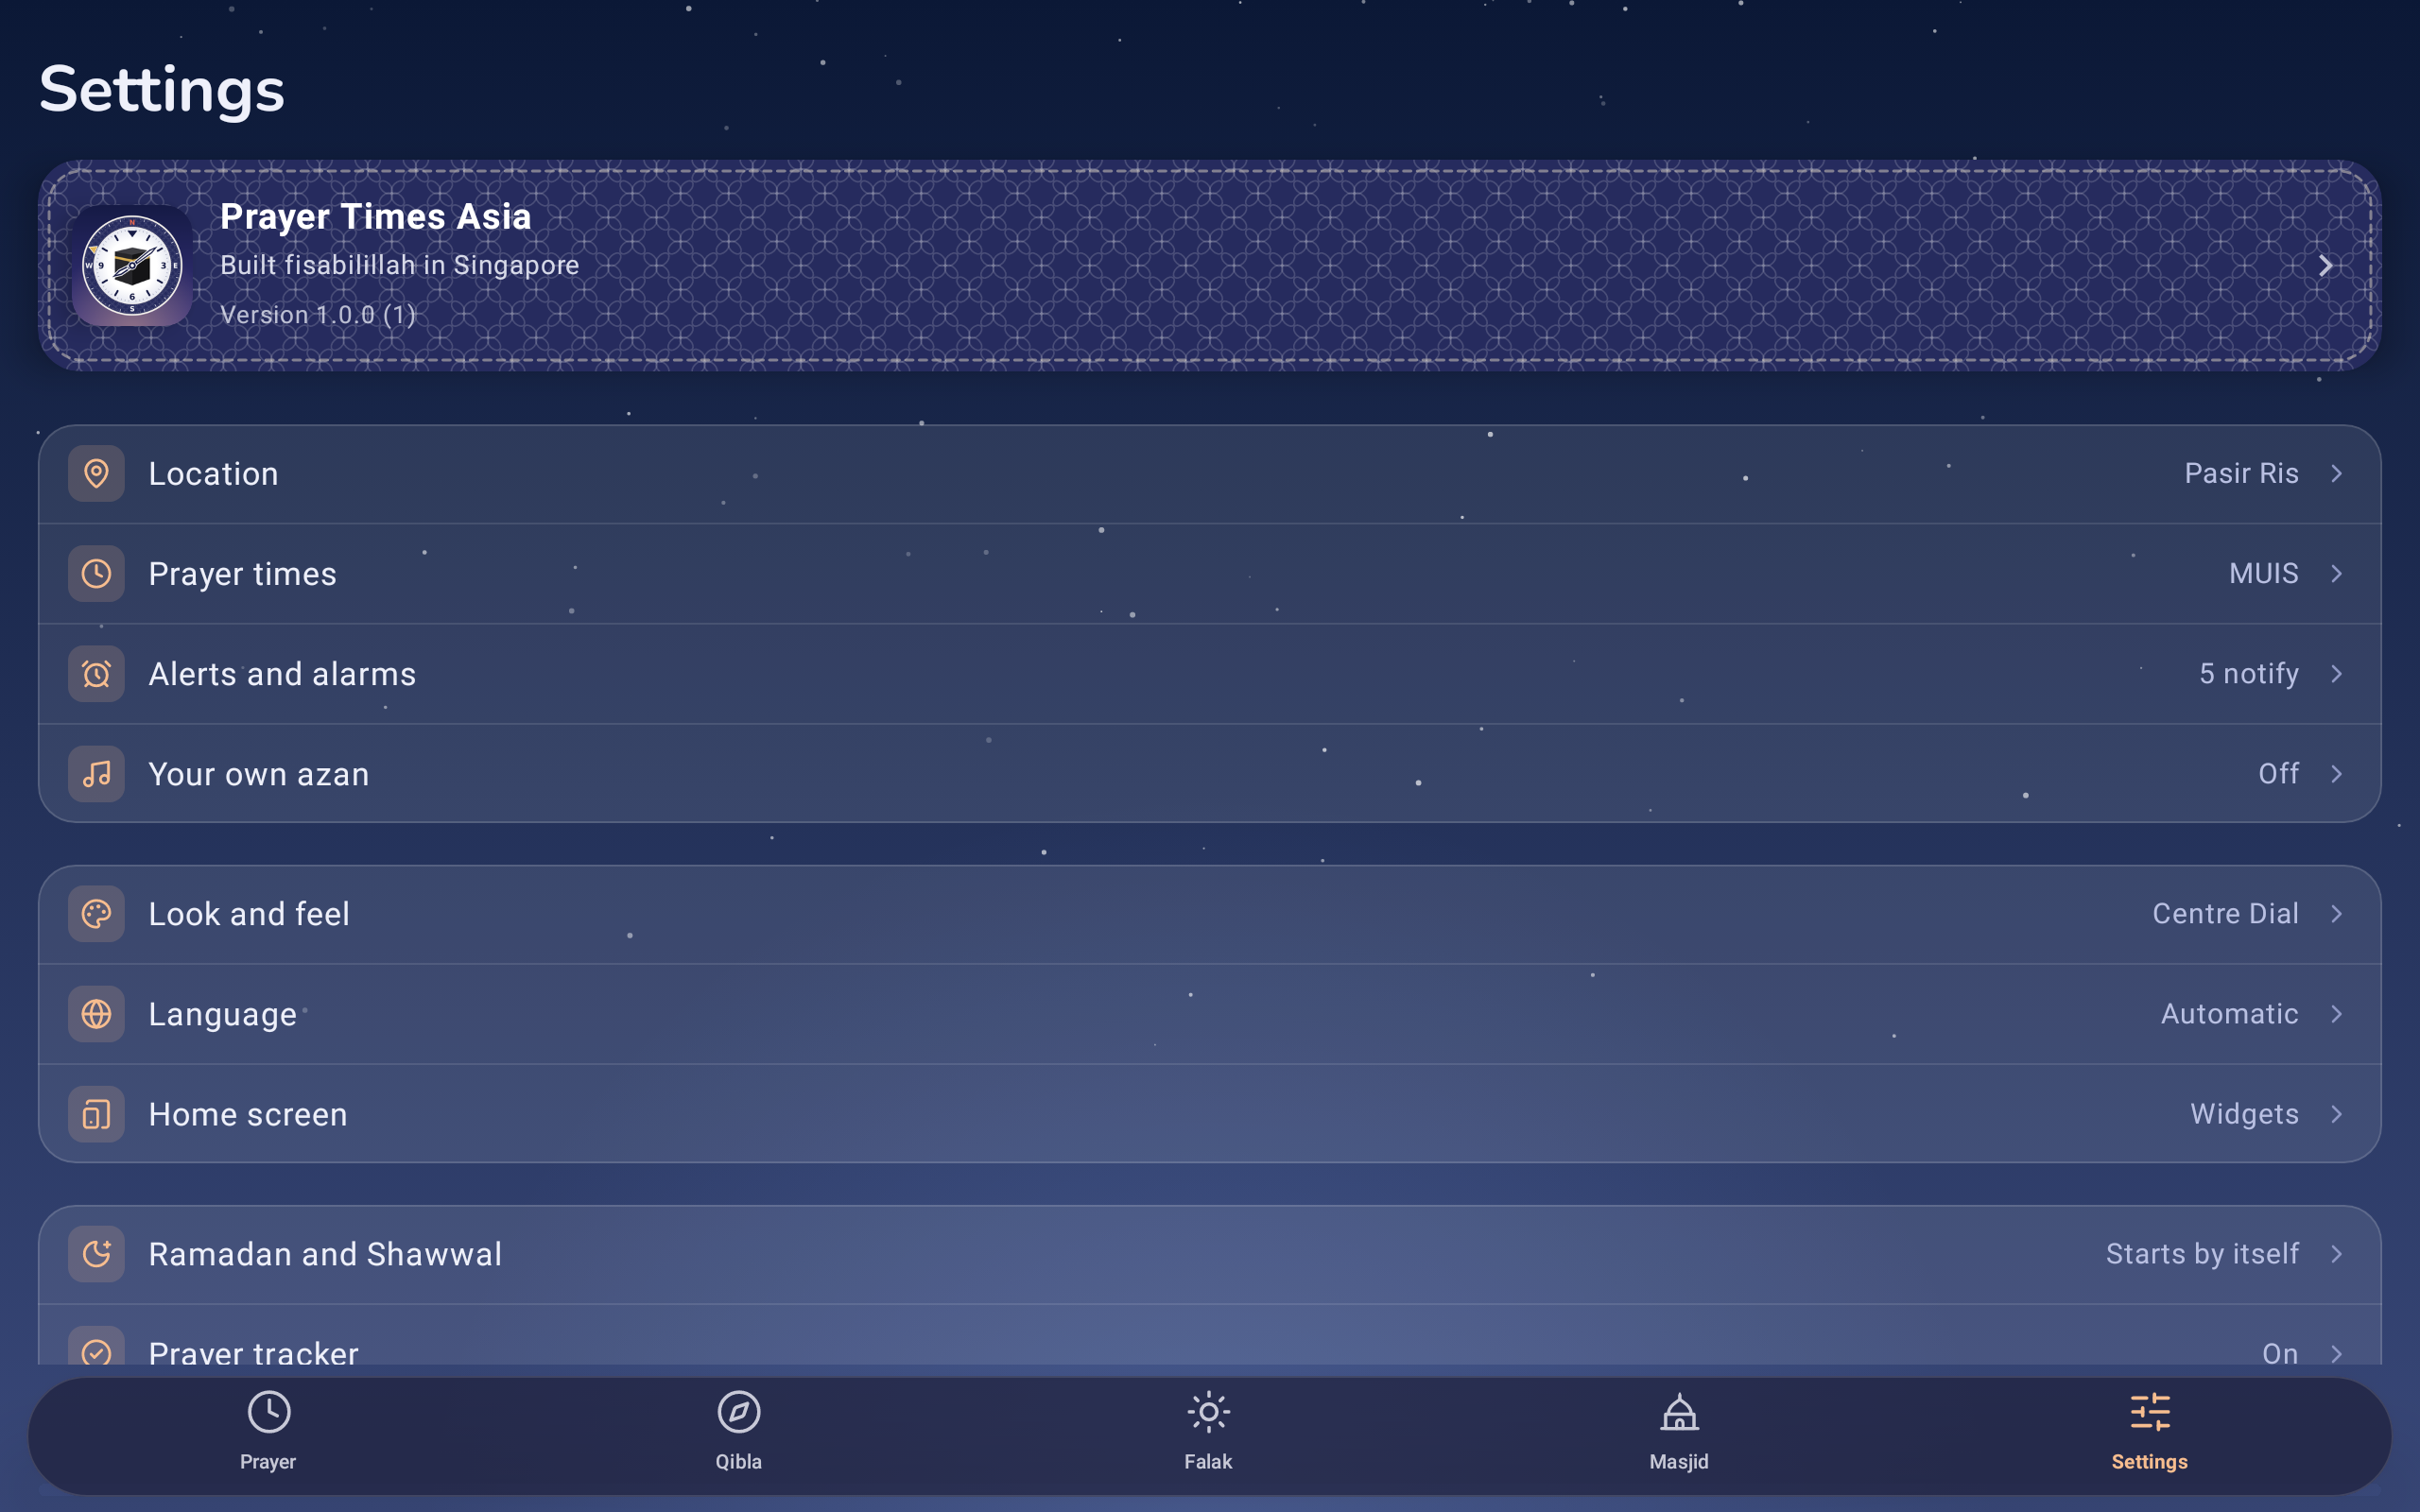 Settings
Prayer Times Asia
Built fisabilillah in Singapore
Version 1.0.0 (1)
Location
Pasir Ris
Prayer times
MUIS
Alerts and alarms
5 notify
Your own azan
Off
Look and feel
Centre Dial
Language
Automatic
Home screen
Widgets
Ramadan and Shawwal
Starts by itself
Prayer tracker
On
Prayer
Qibla
Falak
Masjid
Settings